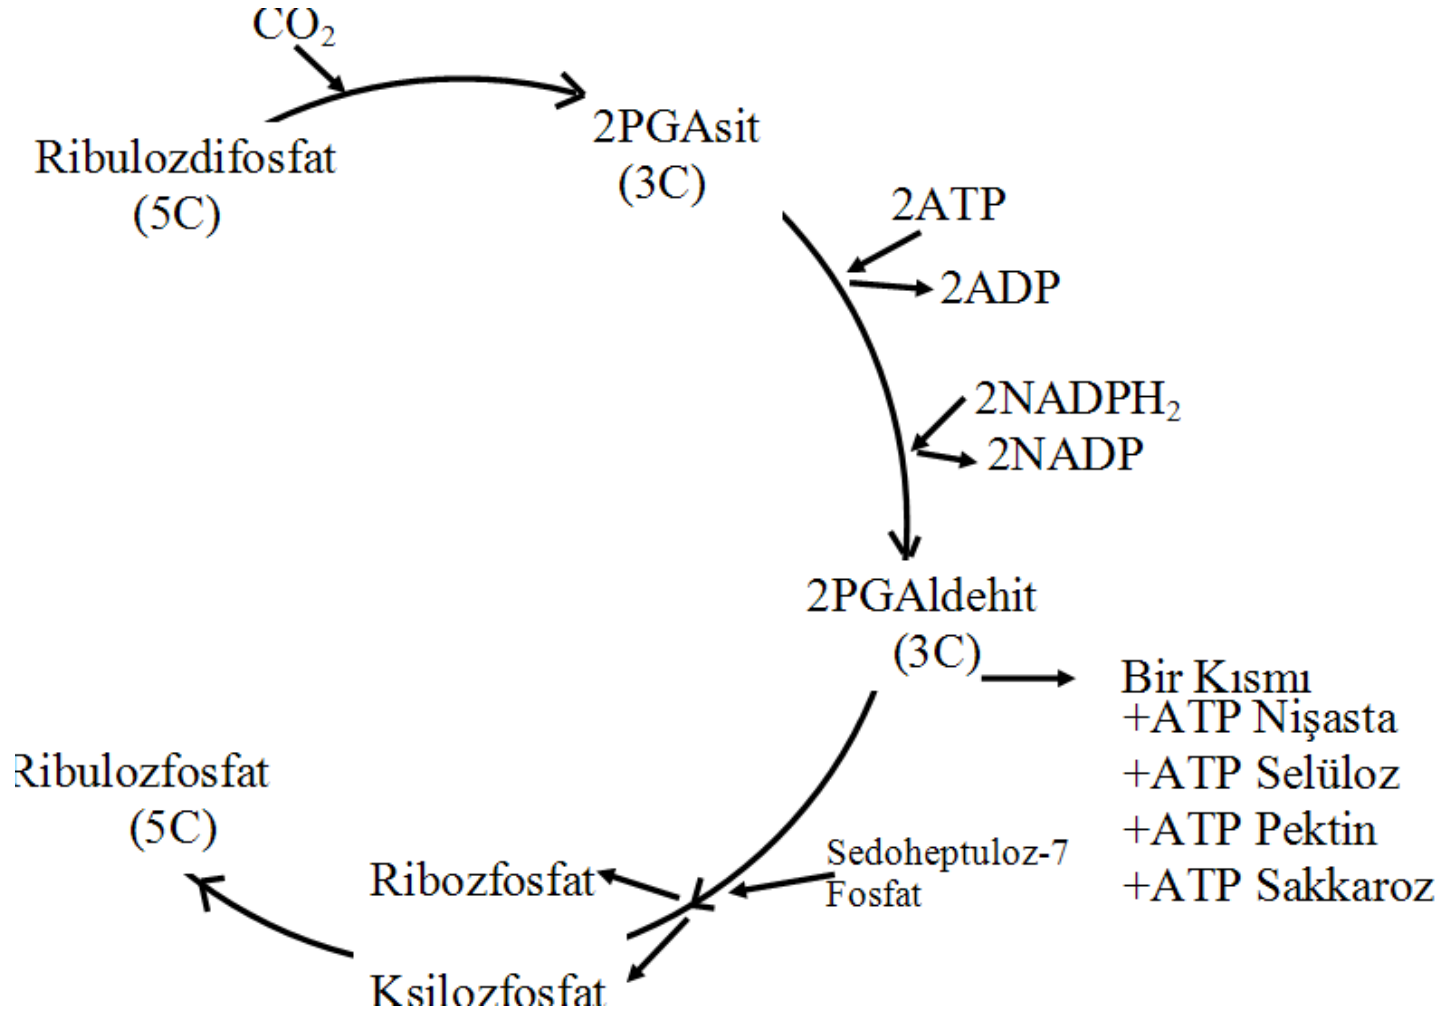 CO₂
Ribulozdifosfat
(5C)
2PGAsit
(3C)
2ATP
2ADP
2NADPH₂
2NADP
2PGAldehit
(3C)
Bir Kısmı
+ATP Nişasta
+ATP Selüloz
+ATP Pektin
+ATP Sakkaroz
Sedoheptuloz-7
Fosfat
Ribozfosfat
Ksilozfosfat
Ribulozfosfat
(5C)